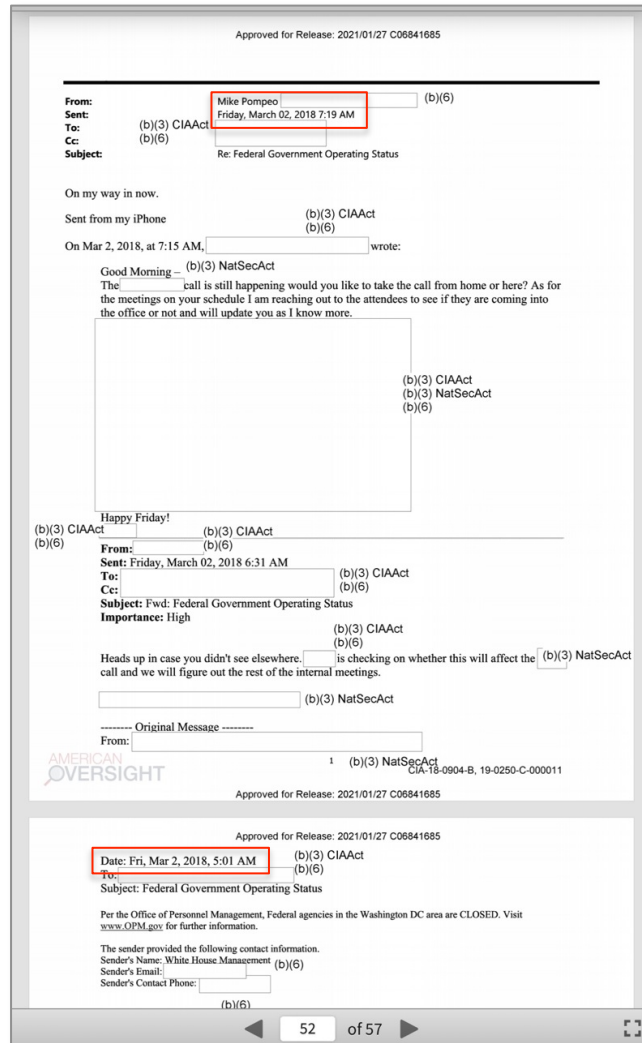 Approved for Release: 2021/01/27 C06841685
From: Mike Pompeo (b)(6)
Sent: Friday, March 02, 2018 7:19 AM
To: (b)(3) CIAAct
Cc: (b)(6)
Subject: Re: Federal Government Operating Status
On my way in now.
Sent from my iPhone
(b)(3) CIAAct
(b)(6)
On Mar 2, 2018, at 7:15 AM, wrote:
Good Morning – (b)(3) NatSecAct
The call is still happening would you like to take the call from home or here? As for
the meetings on your schedule I am reaching out to the attendees to see if they are coming into
the office or not and will update you as I know more.
(b)(3) CIAAct
(b)(3) NatSecAct
(b)(6)
Happy Friday!
(b)(3) CIAAct
(b)(6)
(b)(3) CIAAct
(b)(6)
From:
Sent: Friday, March 02, 2018 6:31 AM
To: (b)(3) CIAAct
Cc: (b)(6)
Subject: Fwd: Federal Government Operating Status
Importance: High
(b)(3) CIAAct
(b)(6)
Heads up in case you didn't see elsewhere. is checking on whether this will affect the (b)(3) NatSecAct
call and we will figure out the rest of the internal meetings.
(b)(3) NatSecAct
-------- Original Message --------
From:
1 (b)(3) NatSecAct
AMERICAN
OVERSIGHT
CIA-18-0904-B, 19-0250-C-000011
Approved for Release: 2021/01/27 C06841685
Approved for Release: 2021/01/27 C06841685
Date: Fri, Mar 2, 2018, 5:01 AM (b)(3) CIAAct
To: (b)(6)
Subject: Federal Government Operating Status
Per the Office of Personnel Management, Federal agencies in the Washington DC area are CLOSED. Visit
www.OPM.gov for further information.
The sender provided the following contact information.
Sender's Name: White House Management
Sender's Email: (b)(6)
Sender's Contact Phone:
(b)(6)
52 of 57